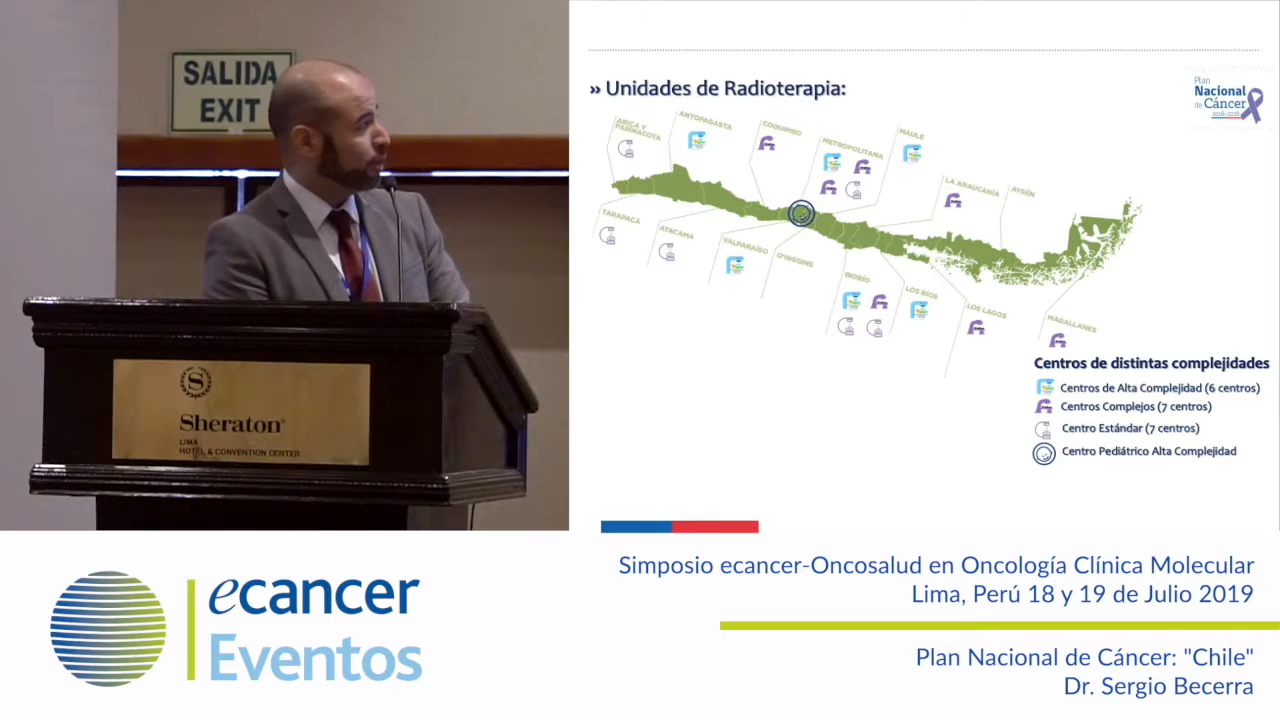 SALIDA
EXIT
S
Sheraton®
LIMA
HOTEL & CONVENTION CENTER
» Unidades de Radioterapia:
Plan
Nacional
de Cáncer
2018-2028
ARICA Y
PARINACOTA
ANTOFAGASTA
COQUIMBO
METROPOLITANA
MAULE
LA ARAUCANÍA
AYSÉN
TARAPACÁ
ATACAMA
VALPARAÍSO
O'HIGGINS
BIOBÍO
LOS RÍOS
LOS LAGOS
MAGALLANES
Centros de distintas complejidades
Centros de Alta Complejidad (6 centros)
Centros Complejos (7 centros)
Centro Estándar (7 centros)
Centro Pediátrico Alta Complejidad
ecancer
Eventos
Simposio ecancer-Oncosalud en Oncología Clínica Molecular
Lima, Perú 18 y 19 de Julio 2019
Plan Nacional de Cáncer: "Chile"
Dr. Sergio Becerra